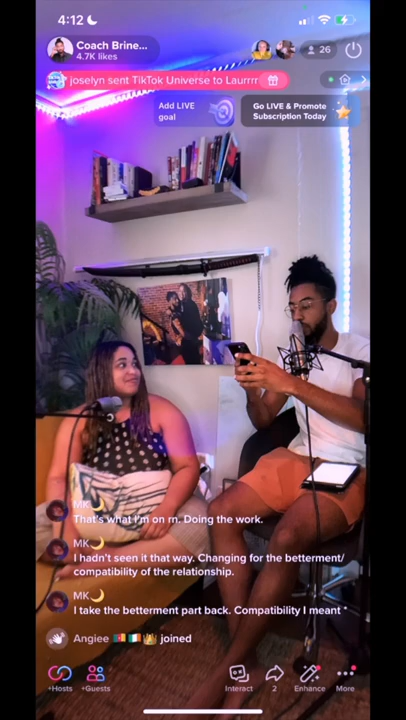 4:12
Coach Brine...
4.7K likes
26
joselyn sent TikTok Universe to Laurrrr
Add LIVE
goal
Go LIVE & Promote
Subscription Today
MK🌙
That's what I'm on rn. Doing the work.
MK🌙
I hadn't seen it that way. Changing for the betterment/
compatibility of the relationship.
MK🌙
I take the betterment part back. Compatibility I meant *
Angiee 🇨🇲 🇳🇬 👑 joined
+Hosts
+Guests
Interact
2
Enhance
More